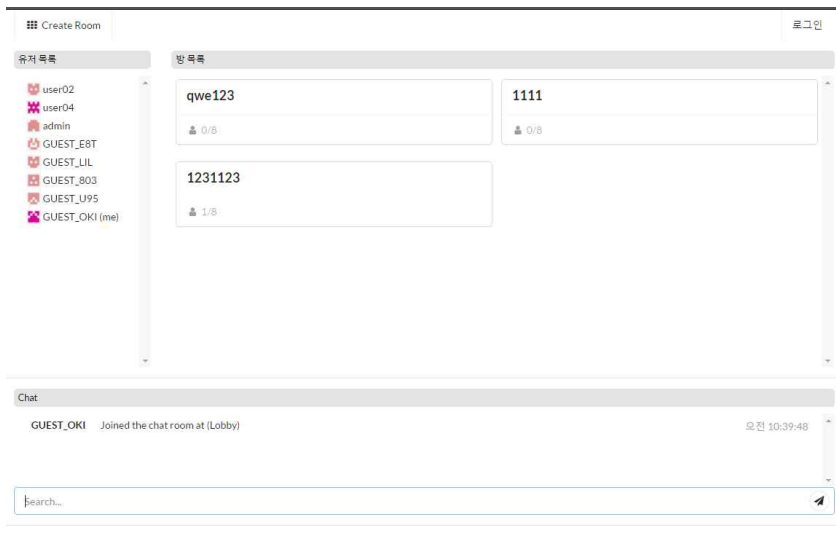 Create Room
로그인
유저 목록
방 목록
user02
user04
admin
GUEST_E8T
GUEST_LIL
GUEST_803
GUEST_U95
GUEST_OKI (me)
qwe123
0/8
1111
0/8
1231123
1/8
Chat
GUEST_OKI Joined the chat room at (Lobby) 오전 10:39:48
Search...